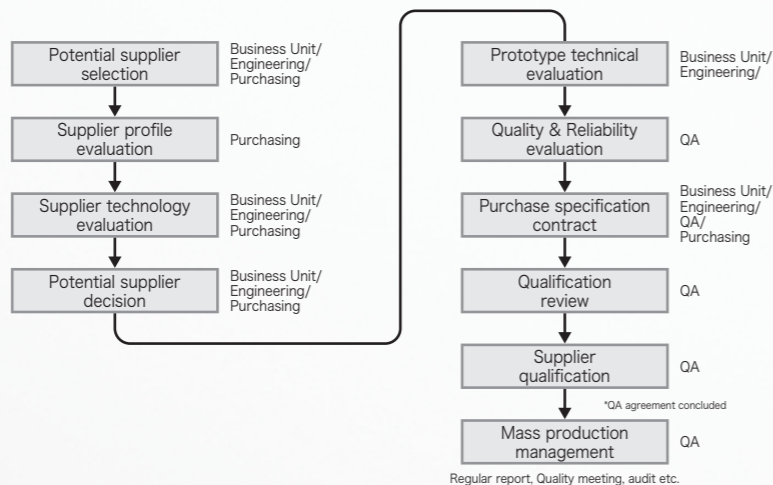 Potential supplier
selection
Business Unit/
Engineering/
Purchasing
Supplier profile
evaluation
Purchasing
Supplier technology
evaluation
Business Unit/
Engineering/
Purchasing
Potential supplier
decision
Business Unit/
Engineering/
Purchasing
Prototype technical
evaluation
Business Unit/
Engineering/
Quality & Reliability
evaluation
QA
Purchase specification
contract
Business Unit/
Engineering/
QA/
Purchasing
Qualification
review
QA
Supplier
qualification
QA
*QA agreement concluded
Mass production
management
QA
Regular report, Quality meeting, audit etc.